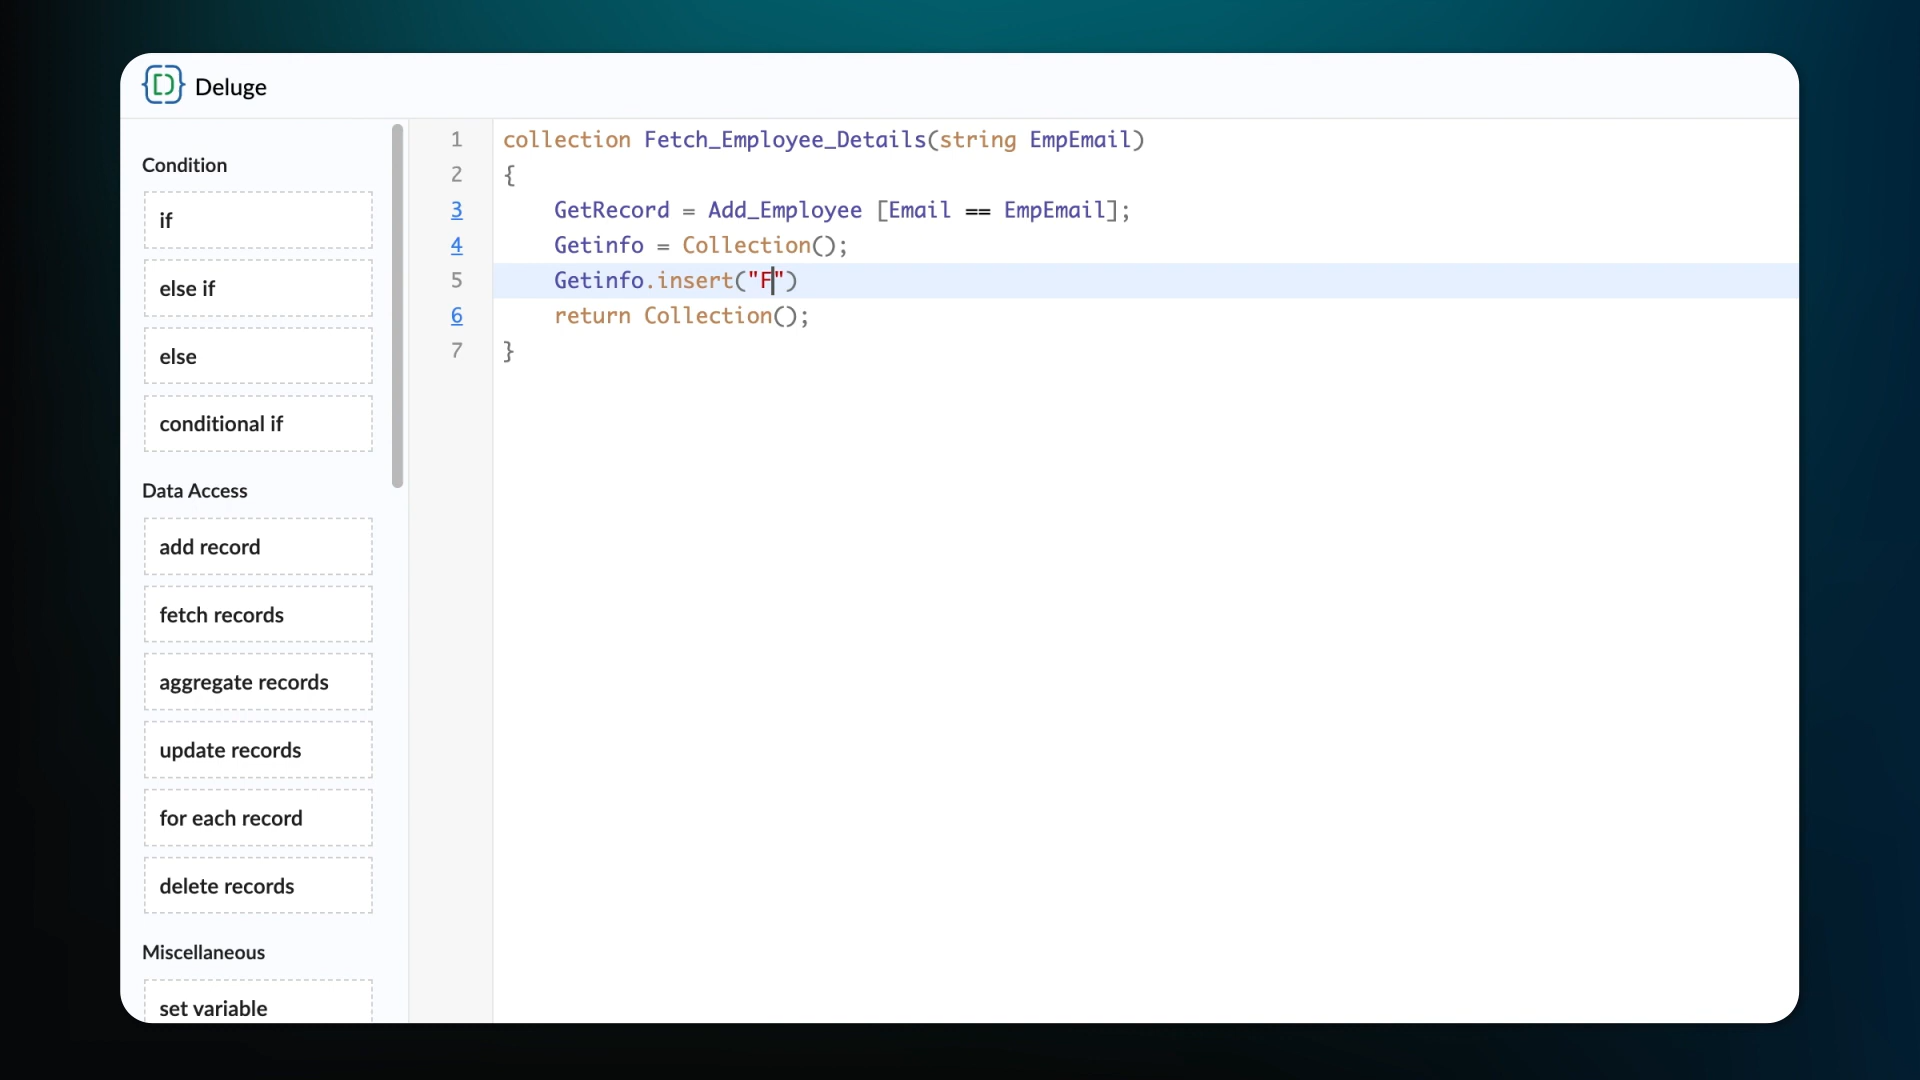 Deluge
Condition
if
else if
else
conditional if
Data Access
add record
fetch records
aggregate records
update records
for each record
delete records
Miscellaneous
set variable
1 collection Fetch_Employee_Details(string EmpEmail)
2 {
3 GetRecord = Add_Employee [Email == EmpEmail];
4 Getinfo = Collection();
5 Getinfo.insert("F")
6 return Collection();
7 }